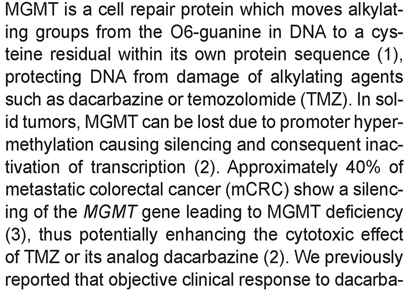 MGMT is a cell repair protein which moves alkylat-
ing groups from the O6-guanine in DNA to a cys-
teine residual within its own protein sequence (1),
protecting DNA from damage of alkylating agents
such as dacarbazine or temozolomide (TMZ). In sol-
id tumors, MGMT can be lost due to promoter hyper-
methylation causing silencing and consequent inac-
tivation of transcription (2). Approximately 40% of
metastatic colorectal cancer (mCRC) show a silenc-
ing of the MGMT gene leading to MGMT deficiency
(3), thus potentially enhancing the cytotoxic effect
of TMZ or its analog dacarbazine (2). We previously
reported that objective clinical response to dacarba-